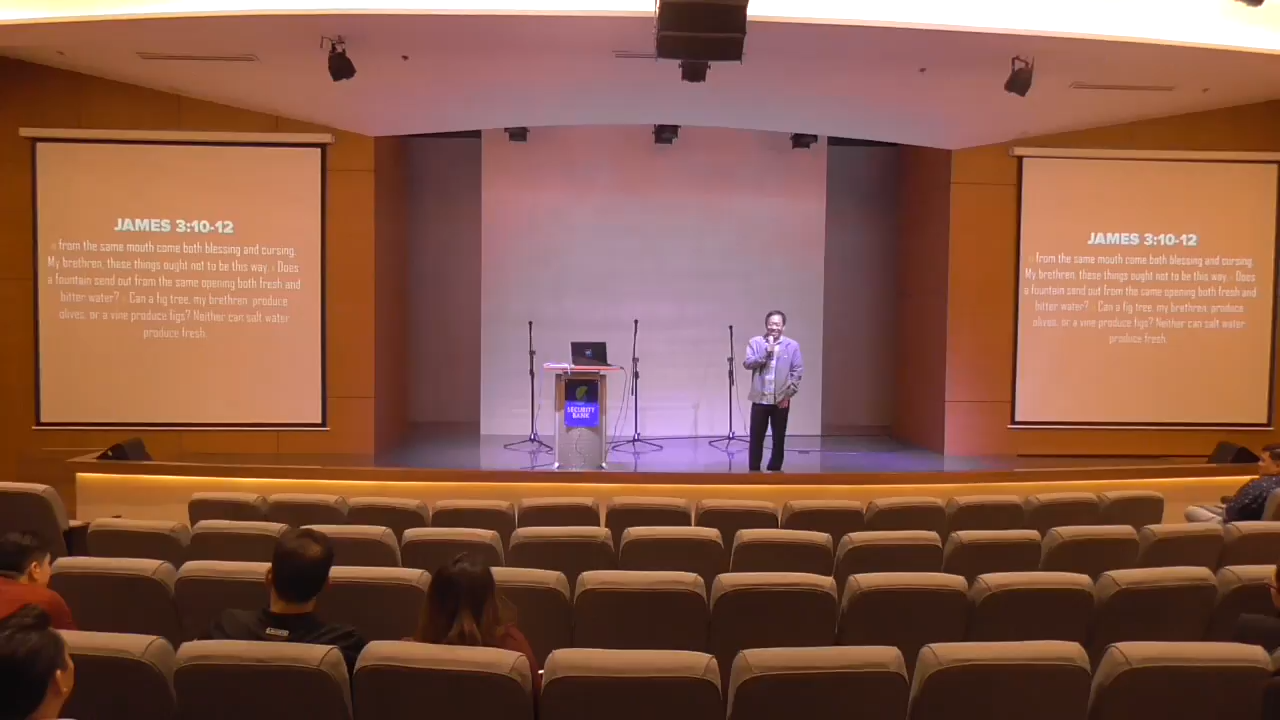 JAMES 3:10-12
from the same mouth come both blessing and cursing.
My brethren, these things ought not to be this way. Does
a fountain send out from the same opening both fresh and
bitter water? Can a fig tree, my brethren, produce
olives, or a vine produce figs? Neither can salt water
produce fresh.
SECURITY
BANK
JAMES 3:10-12
from the same mouth come both blessing and cursing.
My brethren, these things ought not to be this way. Does
a fountain send out from the same opening both fresh and
bitter water? Can a fig tree, my brethren, produce
olives, or a vine produce figs? Neither can salt water
produce fresh.